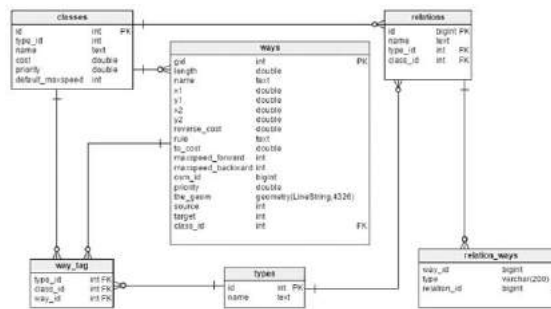 classes
id int PK
type_id int
name text
cost double
priority double
default_maxspeed int
relations
id bigint PK
name text
type_id int FK
class_id int FK
ways
gid int PK
length double
name text
x1 double
y1 double
x2 double
y2 double
reverse_cost double
rule text
to_cost double
maxspeed_forward int
maxspeed_backward int
osm_id bigint
priority double
the_geom geometry(LineString,4326)
source int
target int
class_id int FK
way_tag
type_id int FK
class_id int FK
way_id int FK
types
id int PK
name text
relation_ways
way_id bigint
type varchar(200)
relation_id bigint